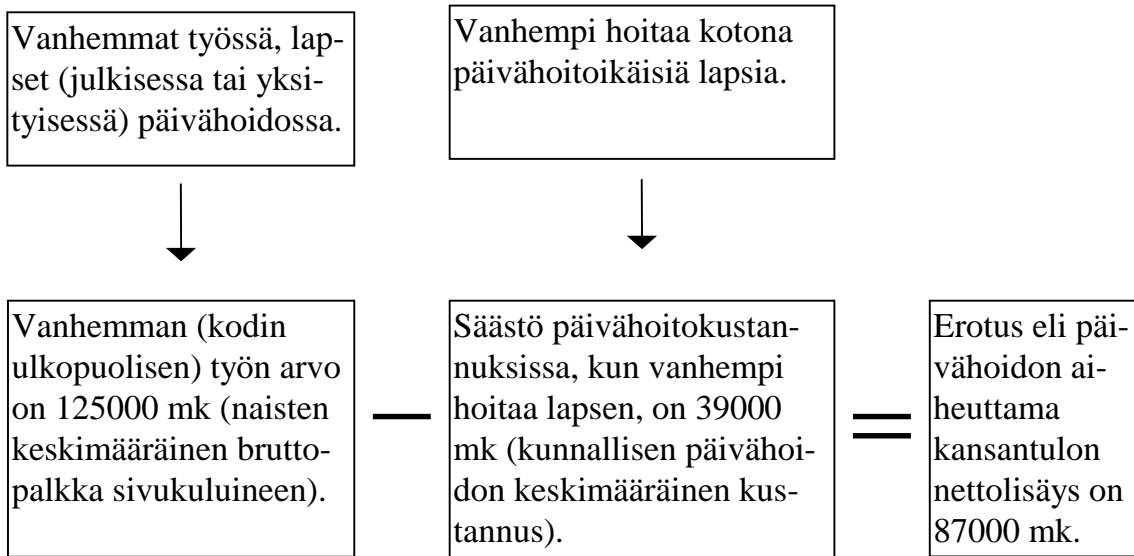 Vanhemmat työssä, lap-
set (julkisessa tai yksi-
tyisessä) päivähoidossa.
Vanhempi hoitaa kotona
päivähoitoikäisiä lapsia.
Vanhemman (kodin
ulkopuolisen) työn arvo
on 125000 mk (naisten
keskimääräinen brutto-
palkka sivukuluineen).
Säästö päivähoitokustan-
nuksissa, kun vanhempi
hoitaa lapsen, on 39000
mk (kunnallisen päivähoi-
don keskimääräinen kus-
tannus).
Erotus eli päi-
vähoidon ai-
heuttama
kansantulon
nettolisäys on
87000 mk.